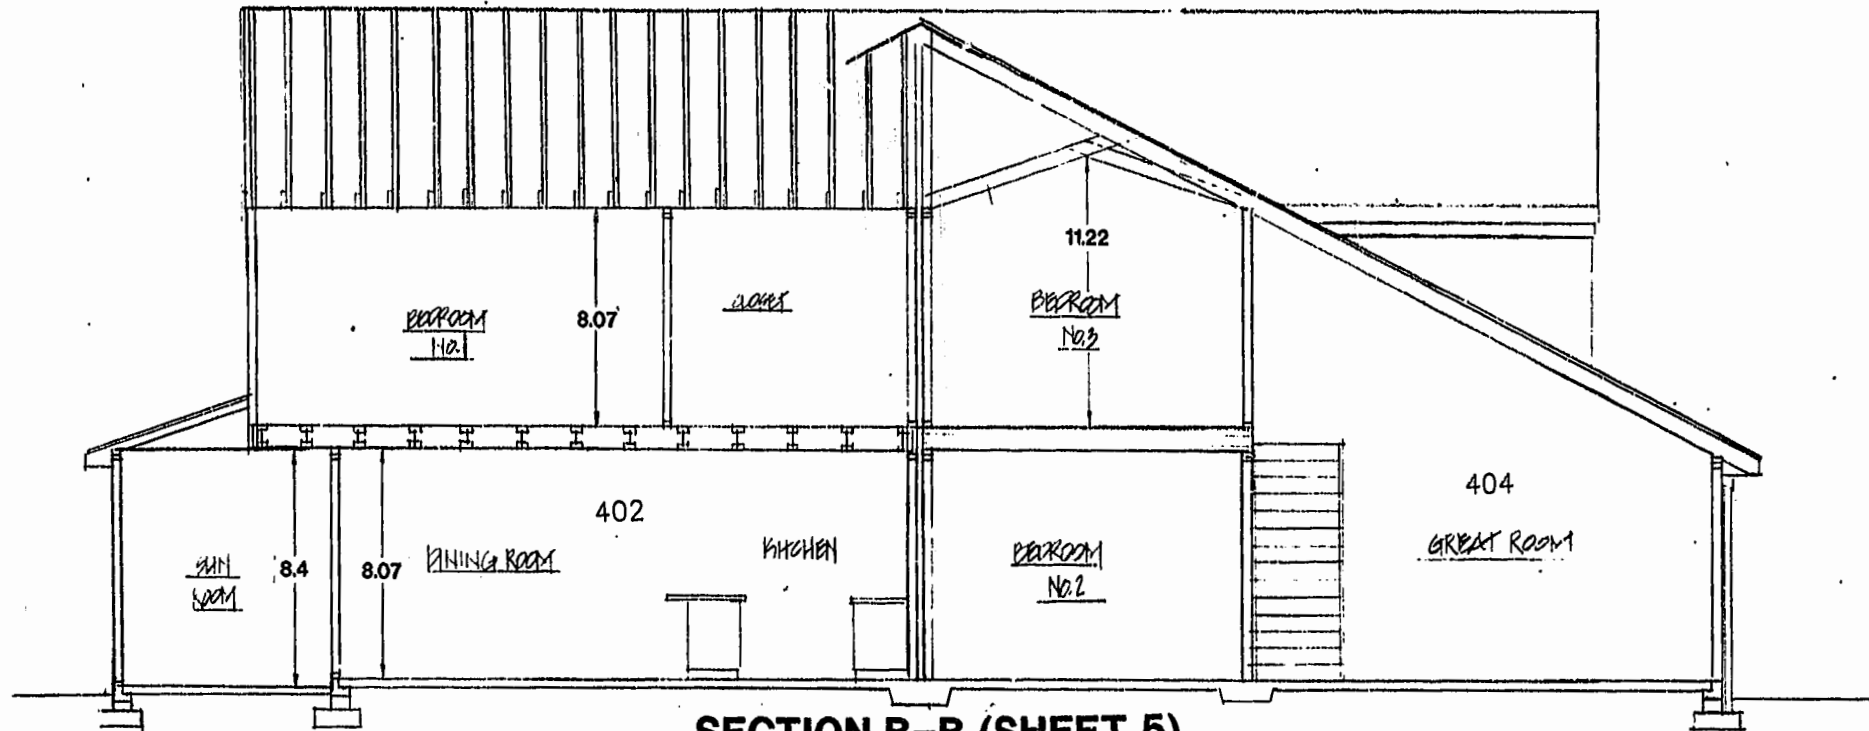 11.22
BEDROOM
No.1
8.07'
CLOSET
BEDROOM
No.3
402
404
SUN
ROOM
8.4
8.07
DINING ROOM
KITCHEN
BEDROOM
No.2
GREAT ROOM
SECTION B-B (SHEET 5)